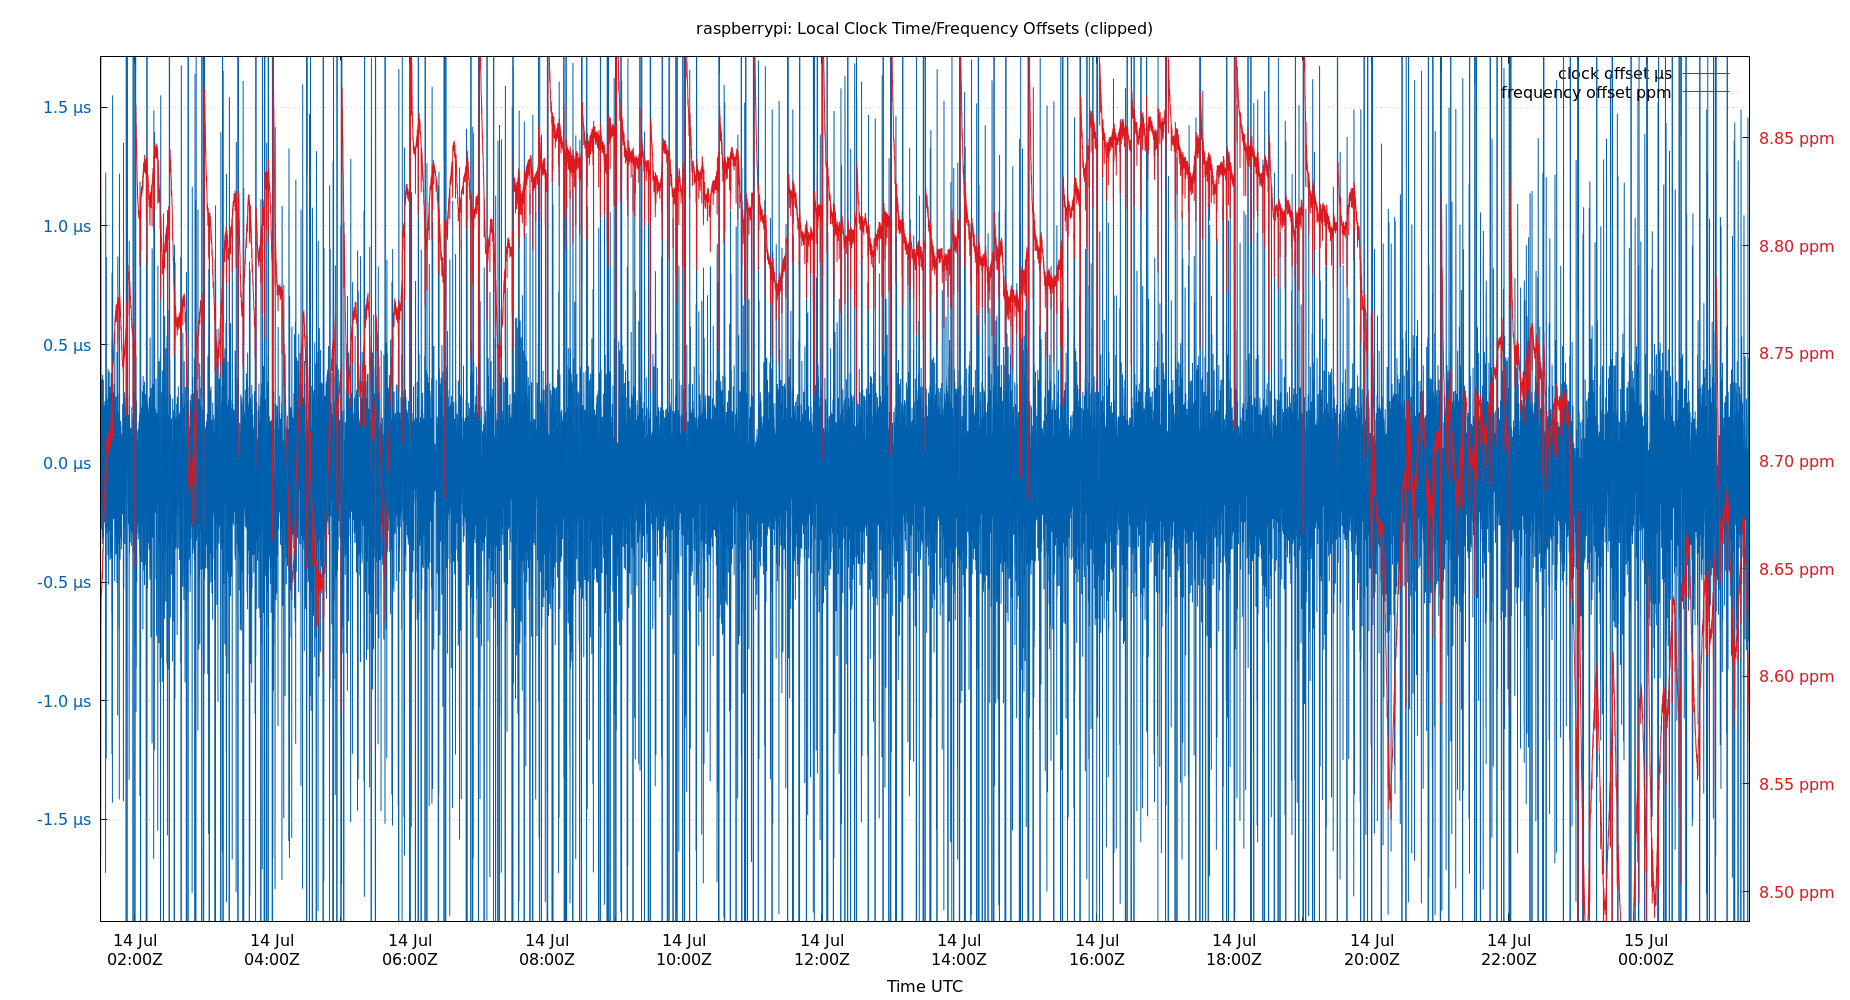 raspberrypi: Local Clock Time/Frequency Offsets (clipped)
clock offset µs
frequency offset ppm
1.5 µs
1.0 µs
0.5 µs
0.0 µs
-0.5 µs
-1.0 µs
-1.5 µs
8.85 ppm
8.80 ppm
8.75 ppm
8.70 ppm
8.65 ppm
8.60 ppm
8.55 ppm
8.50 ppm
14 Jul 14 Jul 14 Jul 14 Jul 14 Jul 14 Jul 14 Jul 14 Jul 14 Jul 14 Jul 14 Jul 15 Jul
02:00Z 04:00Z 06:00Z 08:00Z 10:00Z 12:00Z 14:00Z 16:00Z 18:00Z 20:00Z 22:00Z 00:00Z
Time UTC